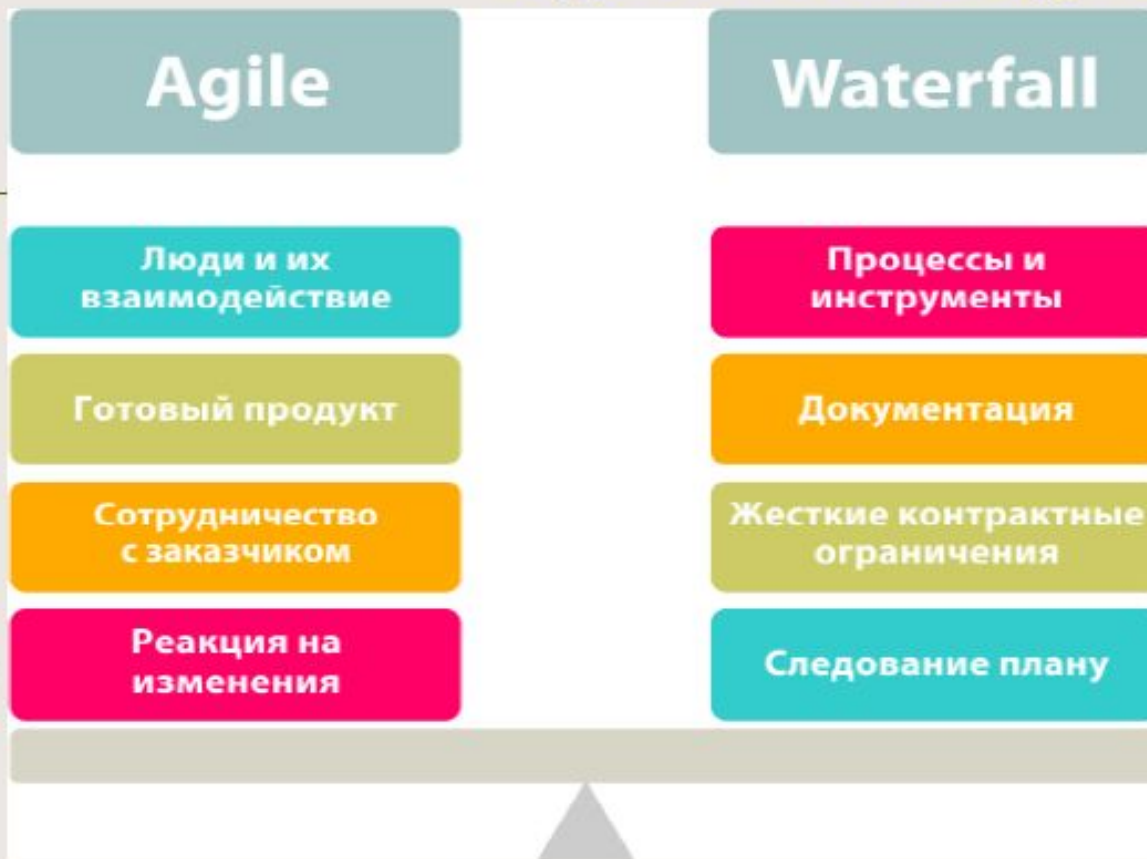 Agile
Waterfall
Люди и их
взаимодействие
Процессы и
инструменты
Готовый продукт
Документация
Сотрудничество
с заказчиком
Жесткие контрактные
ограничения
Реакция на
изменения
Следование плану